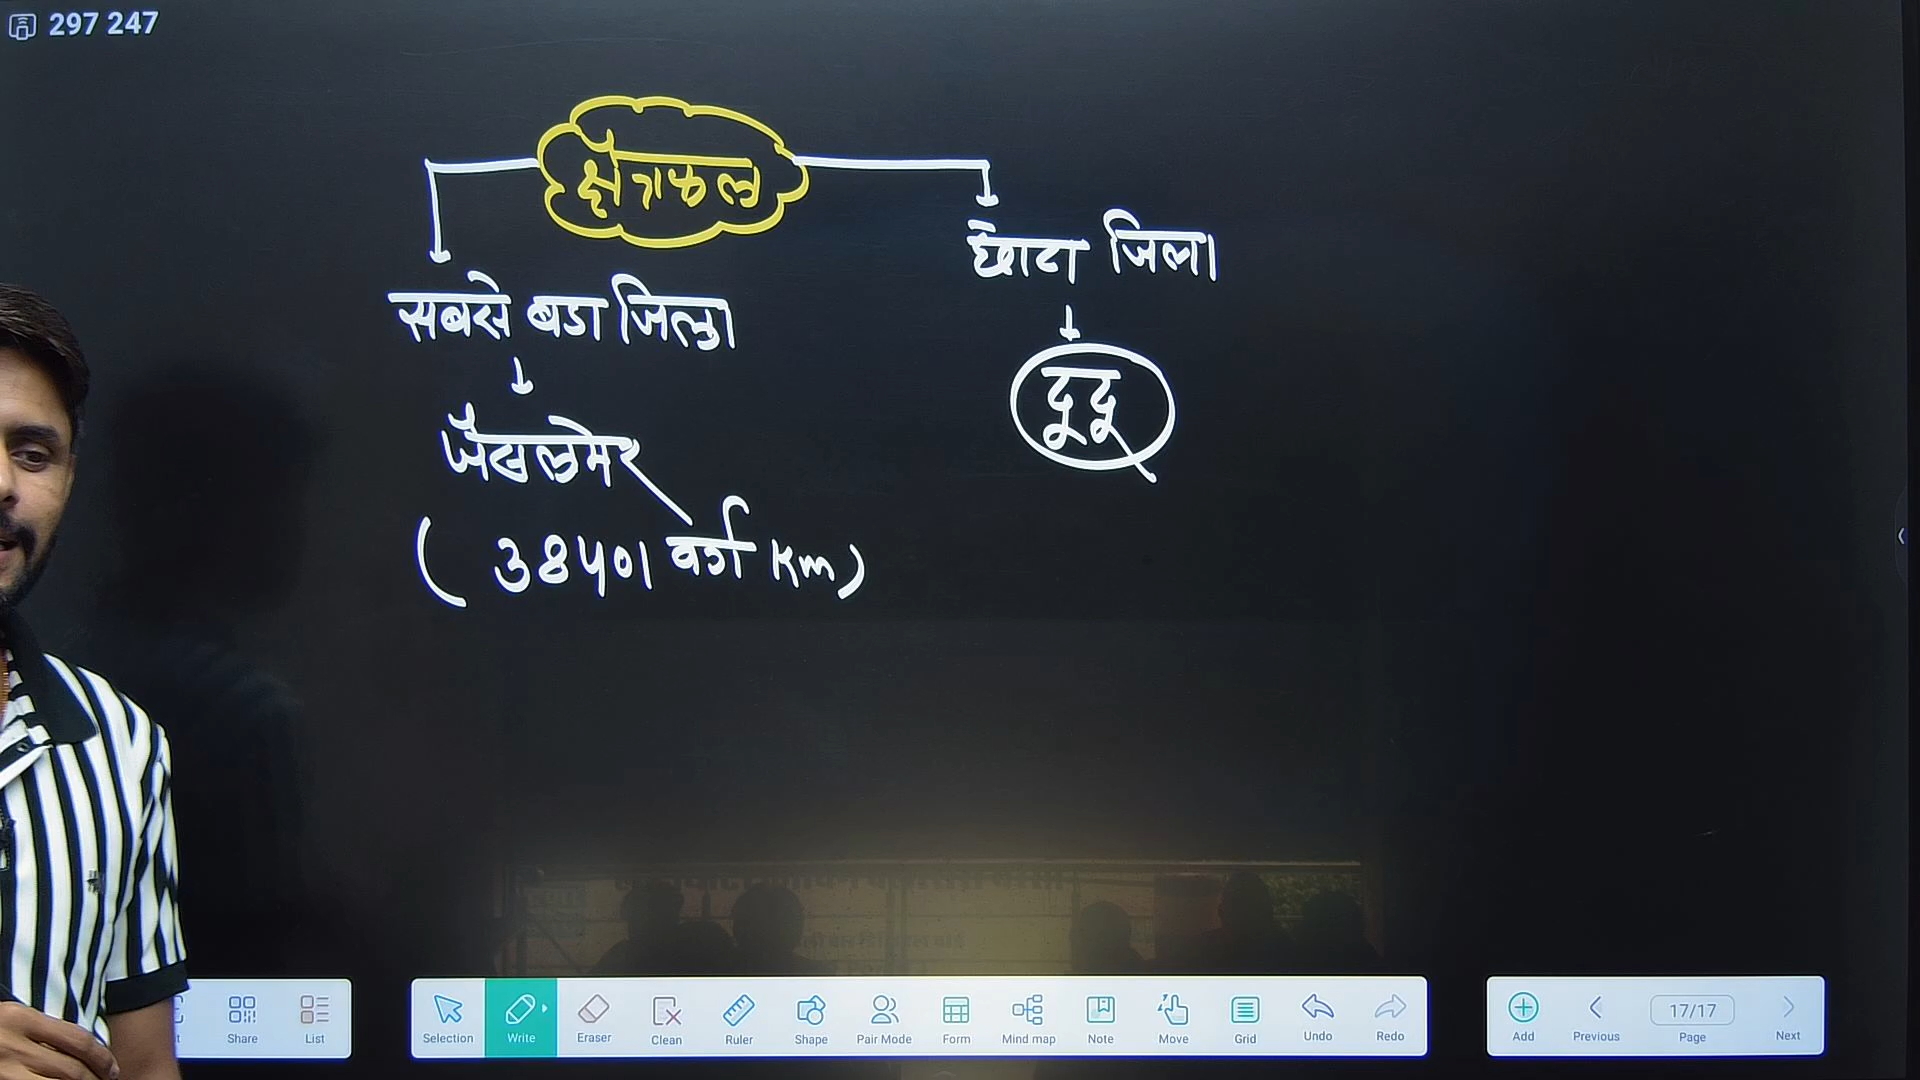 297 247
क्षेत्रफल
सबसे बडा जिला
जैसलमेर
( 38401 वर्ग Km )
छोटा जिला
दूदू
Share
List
Selection
Write
Eraser
Clean
Ruler
Shape
Pair Mode
Form
Mind map
Note
Move
Grid
Undo
Redo
Add
Previous
17/17
Page
Next